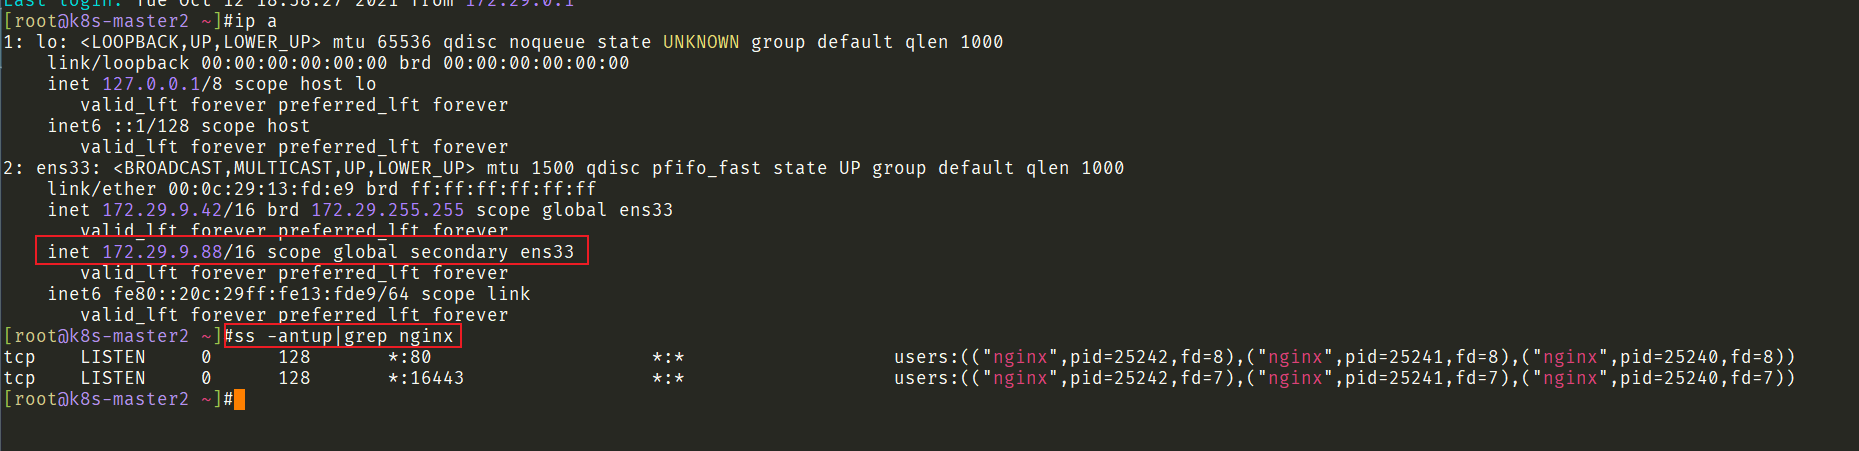 Last login: Tue Oct 12 18:58:27 2021 from 172.29.0.1
[root@k8s-master2 ~]#ip a
1: lo: <LOOPBACK,UP,LOWER_UP> mtu 65536 qdisc noqueue state UNKNOWN group default qlen 1000
    link/loopback 00:00:00:00:00:00 brd 00:00:00:00:00:00
    inet 127.0.0.1/8 scope host lo
       valid_lft forever preferred_lft forever
    inet6 ::1/128 scope host
       valid_lft forever preferred_lft forever
2: ens33: <BROADCAST,MULTICAST,UP,LOWER_UP> mtu 1500 qdisc pfifo_fast state UP group default qlen 1000
    link/ether 00:0c:29:13:fd:e9 brd ff:ff:ff:ff:ff:ff
    inet 172.29.9.42/16 brd 172.29.255.255 scope global ens33
       valid_lft forever preferred_lft forever
    inet 172.29.9.88/16 scope global secondary ens33
       valid_lft forever preferred_lft forever
    inet6 fe80::20c:29ff:fe13:fde9/64 scope link
       valid_lft forever preferred_lft forever
[root@k8s-master2 ~]#ss -antup|grep nginx
tcp    LISTEN     0      128       *:80                    *:*                   users:(("nginx",pid=25242,fd=8),("nginx",pid=25241,fd=8),("nginx",pid=25240,fd=8))
tcp    LISTEN     0      128       *:16443                 *:*                   users:(("nginx",pid=25242,fd=7),("nginx",pid=25241,fd=7),("nginx",pid=25240,fd=7))
[root@k8s-master2 ~]#